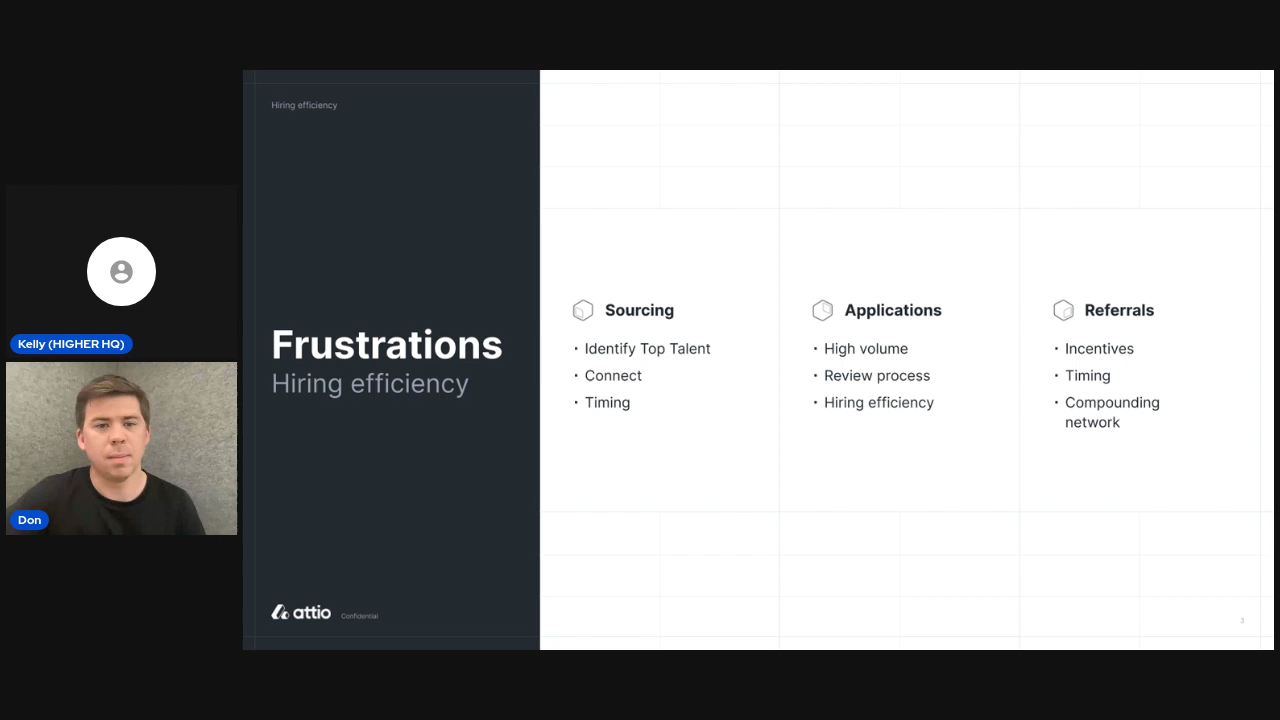 Hiring efficiency
Frustrations
Hiring efficiency
Sourcing
· Identify Top Talent
· Connect
· Timing
Applications
· High volume
· Review process
· Hiring efficiency
Referrals
· Incentives
· Timing
· Compounding
network
attio Confidential
3
Kelly (HIGHER HQ)
Don